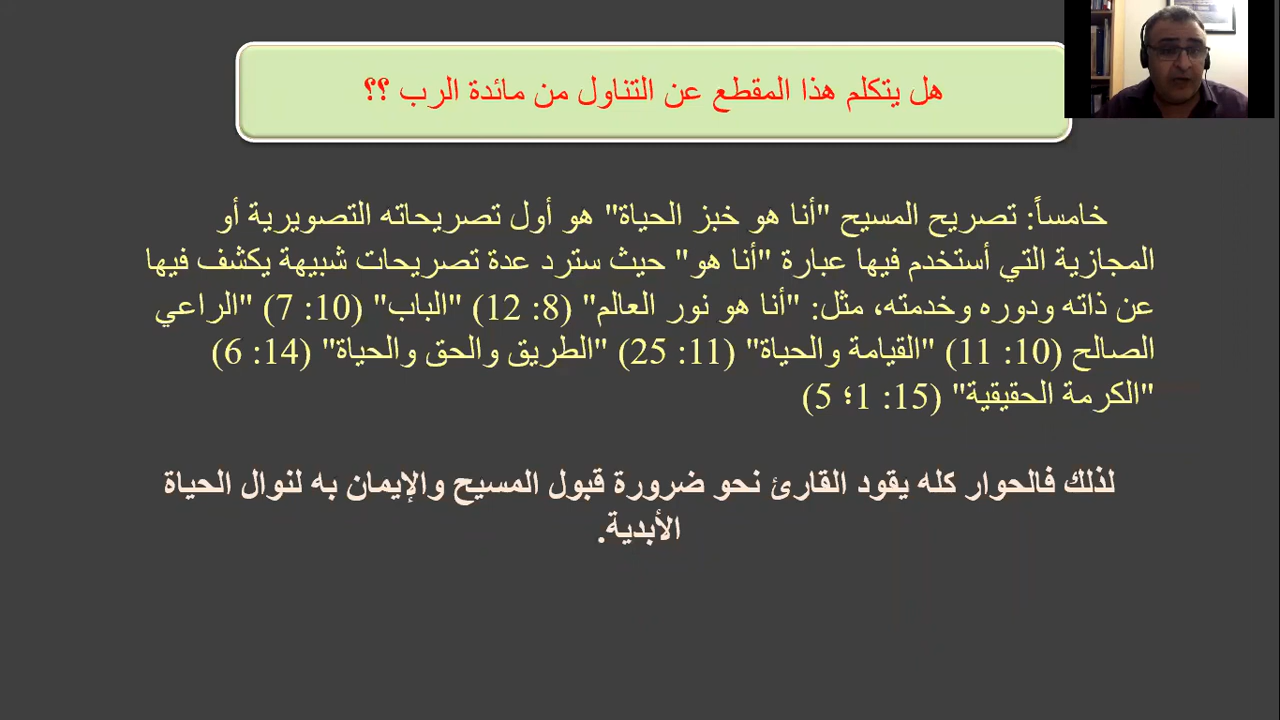 هل يتكلم هذا المقطع عن التناول من مائدة الرب ؟؟
خامساً: تصريح المسيح "أنا هو خبز الحياة" هو أول تصريحاته التصويرية أو
المجازية التي أستخدم فيها عبارة "أنا هو" حيث سترد عدة تصريحات شبيهة يكشف فيها
عن ذاته ودوره وخدمته، مثل: "أنا هو نور العالم" (8: 12) "الباب" (10: 7) "الراعي
الصالح (10: 11) "القيامة والحياة" (11: 25) "الطريق والحق والحياة" (14: 6)
"الكرمة الحقيقية" (15: 1؛ 5)
لذلك فالحوار كله يقود القارئ نحو ضرورة قبول المسيح والإيمان به لنوال الحياة
الأبدية.